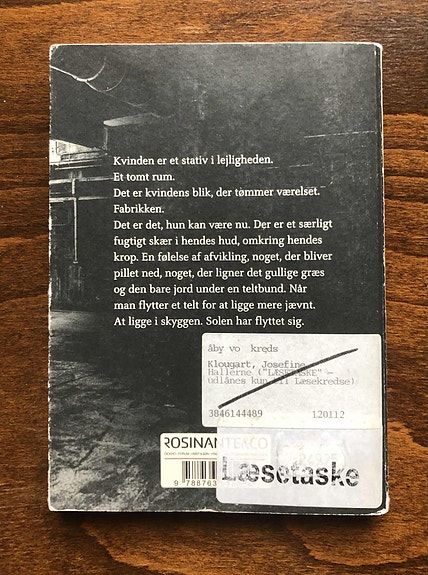 Kvinden er et stativ i lejligheden.
Et tomt rum.
Det er kvindens blik, der tømmer værelset.
Fabrikken.
Det er det, hun kan være nu. Der er et særligt
fugtigt skær i hendes hud, omkring hendes
krop. En følelse af afvikling, noget, der bliver
pillet ned, noget, der ligner det gullige græs
og den bare jord under en teltbund. Når
man flytter et telt for at ligge mere jævnt.
At ligge i skyggen. Solen har flyttet sig.
åby vo kreds
Klougart, Josefine
Hallerne ("LÆSETASKE" —
udlånes kun til Læsekredse)
3846144489 120112
ROSINANTE&CO
Læsetaske
9 788763